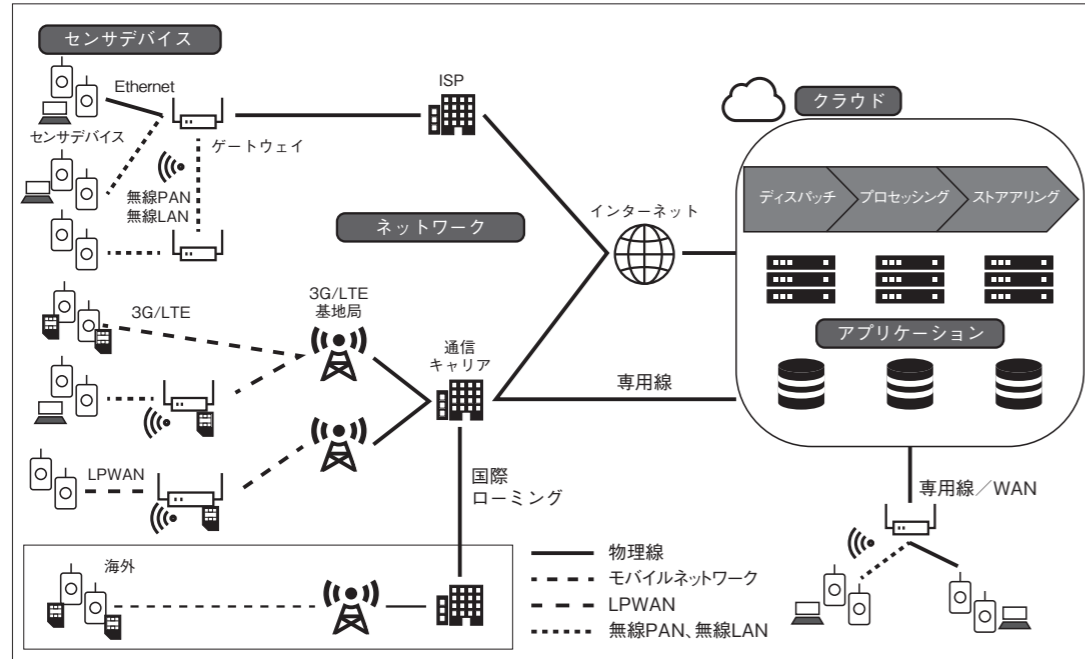 センサデバイス
Ethernet
センサデバイス
ゲートウェイ
無線PAN
無線LAN
ISP
ネットワーク
インターネット
クラウド
ディスパッチ
プロセッシング
ストアアリング
アプリケーション
3G/LTE
3G/LTE
基地局
通信
キャリア
専用線
LPWAN
国際
ローミング
専用線/WAN
海外
物理線
モバイルネットワーク
LPWAN
無線PAN、無線LAN